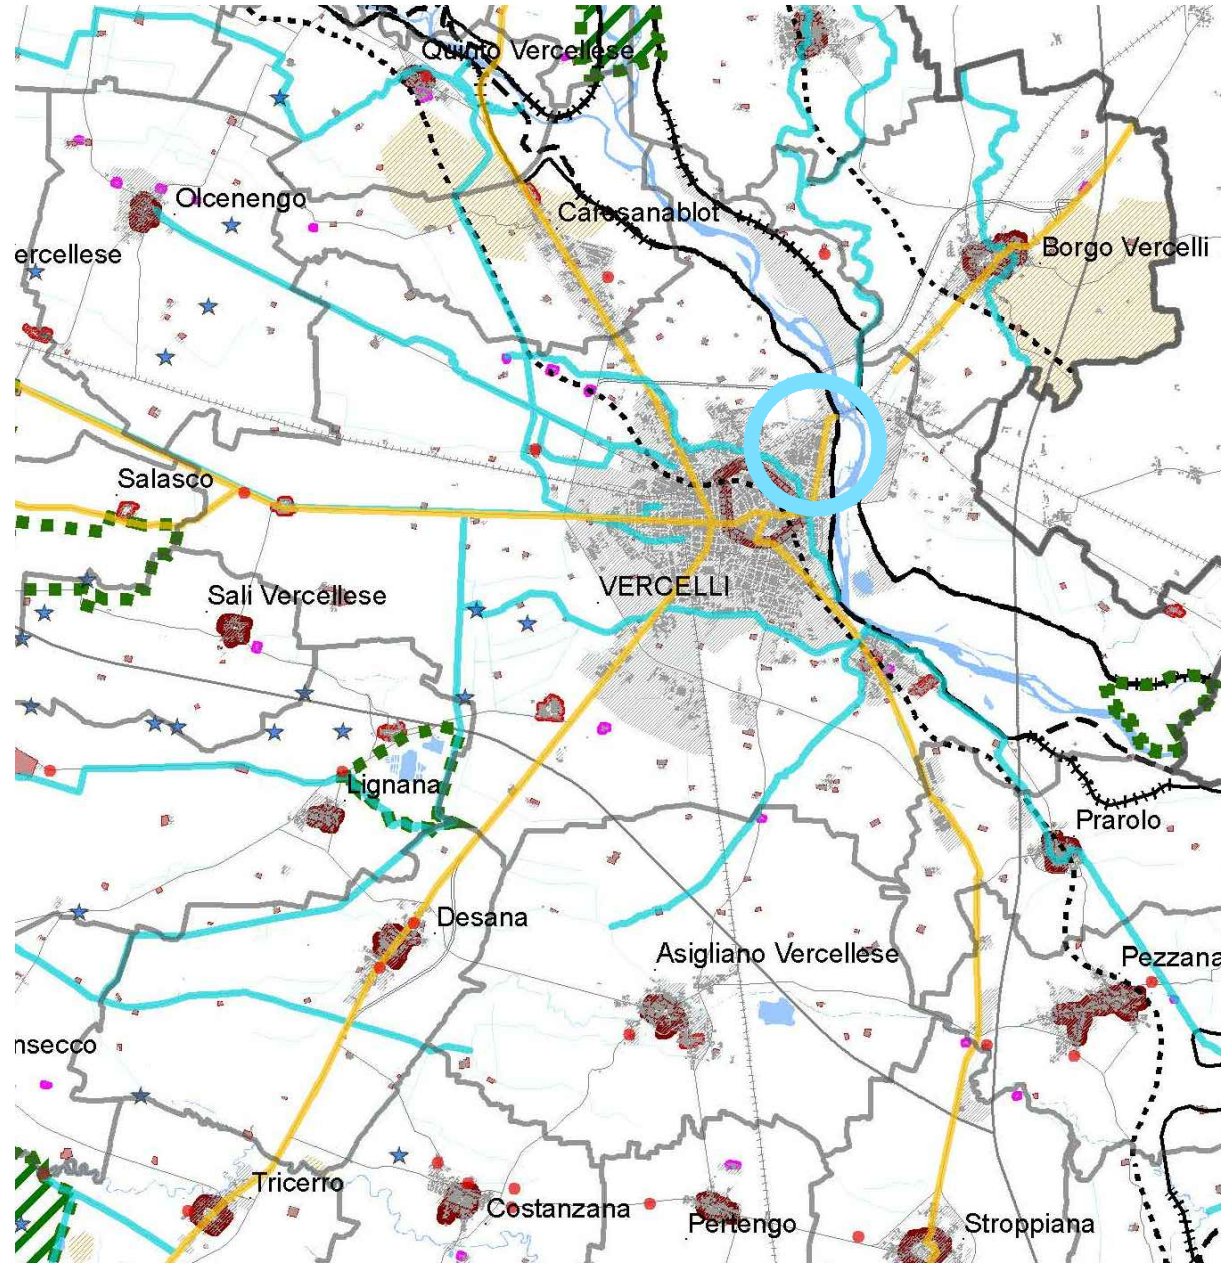 Quinto Vercellese
Olcenengo
Caresanablot
Borgo Vercelli
ercellese
Salasco
VERCELLI
Sali Vercellese
Lignana
Prarolo
Desana
Asigliano Vercellese
Pezzana
nsecco
Tricerro
Costanzana
Pertengo
Stroppiana